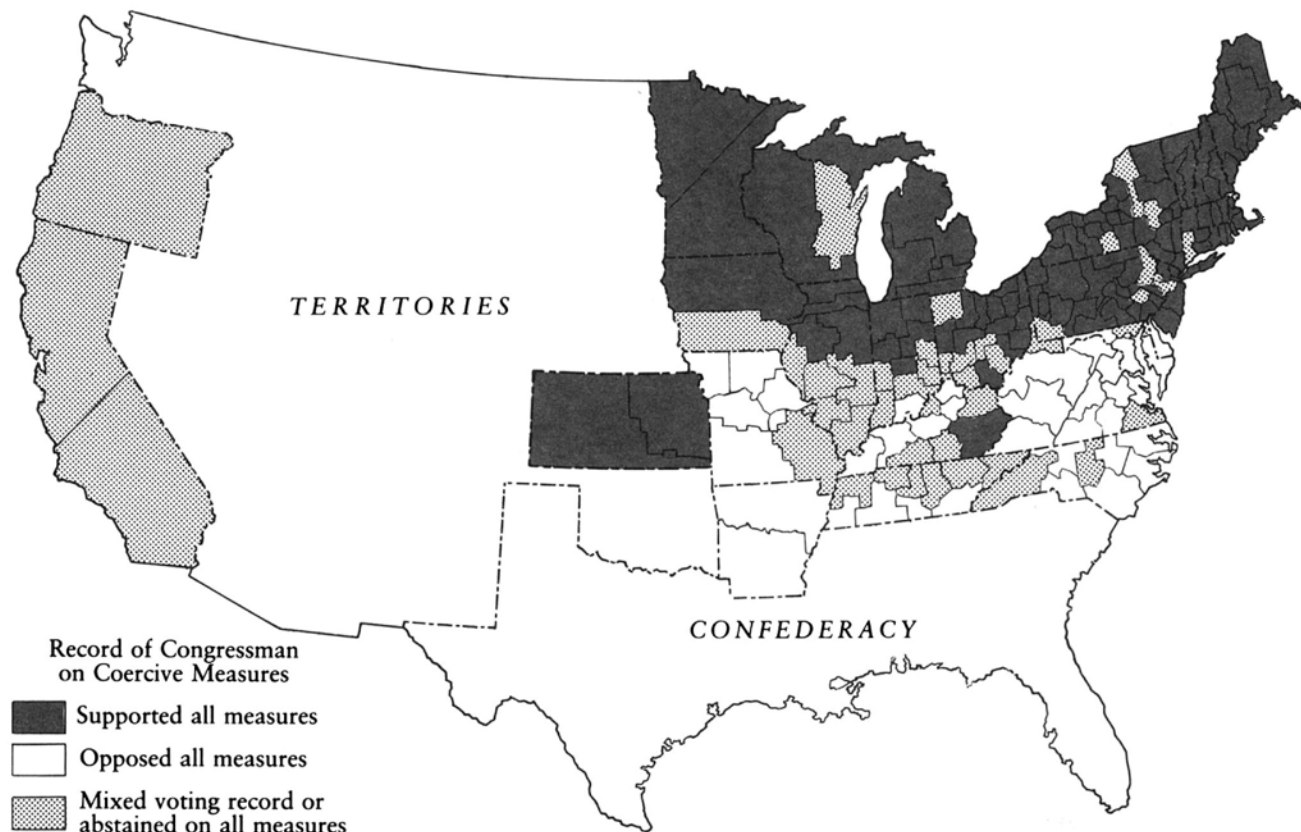 TERRITORIES
CONFEDERACY
Record of Congressman
on Coercive Measures
Supported all measures
Opposed all measures
Mixed voting record or
abstained on all measures